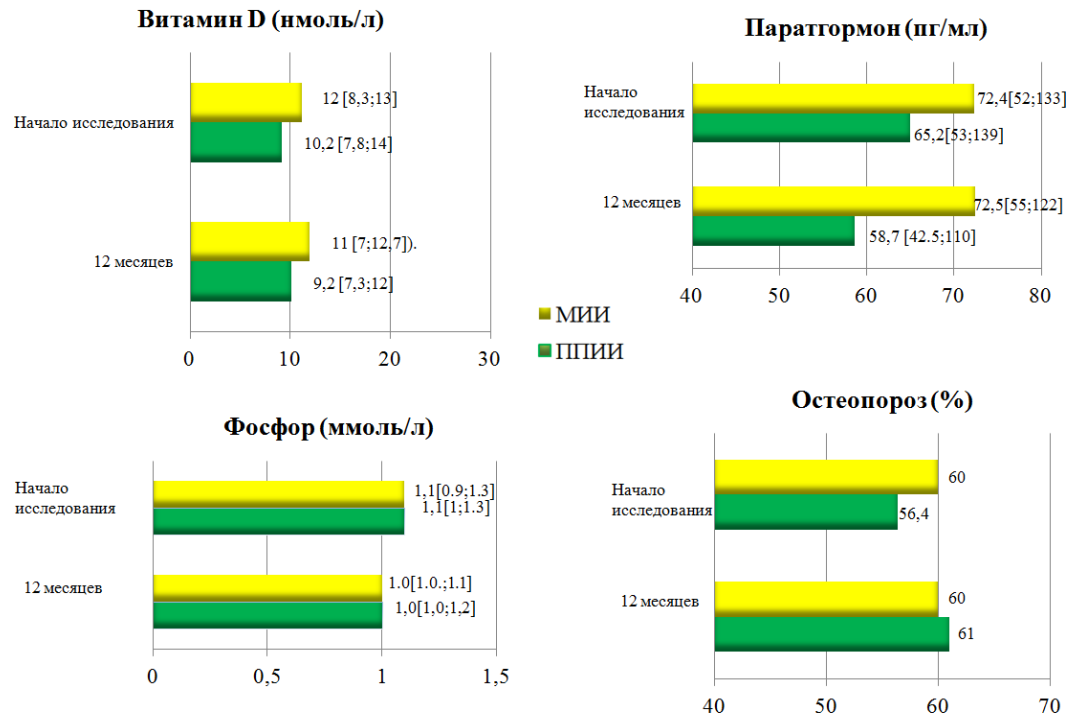 Витамин D (нмоль/л)
Начало исследования
12 [8,3;13]
10,2 [7,8;14]
12 месяцев
11 [7;12,7]).
9,2 [7,3;12]
0 10 20 30
Паратгормон (пг/мл)
Начало
исследования
72,4[52;133]
65,2[53;139]
12 месяцев
72,5[55;122]
58,7 [42.5;110]
40 50 60 70 80
МИИ
ППИИ
Фосфор (ммоль/л)
Начало
исследования
1,1[0.9;1.3]
1,1[1;1.3]
12 месяцев
1.0[1.0.;1.1]
1,0[1,0;1,2]
0 0,5 1 1,5
Остеопороз (%)
Начало
исследования
60
56,4
12 месяцев
60
61
40 50 60 70